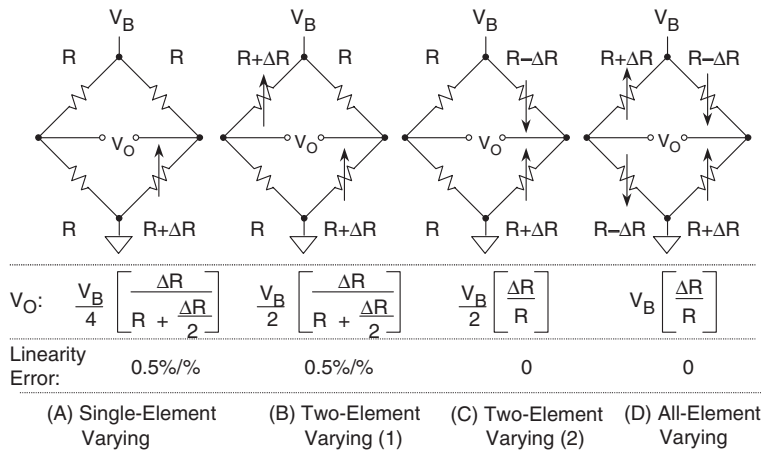 V_B V_B V_B V_B
R R R+ΔR R R R−ΔR R+ΔR R−ΔR
V_O V_O V_O V_O
R R+ΔR R R+ΔR R R+ΔR R−ΔR R+ΔR
V_O: V_B/4 [ΔR/(R + ΔR/2)] V_B/2 [ΔR/(R + ΔR/2)] V_B/2 [ΔR/R] V_B [ΔR/R]
Linearity
Error: 0.5%/% 0.5%/% 0 0
(A) Single-Element (B) Two-Element (C) Two-Element (D) All-Element
Varying Varying (1) Varying (2) Varying